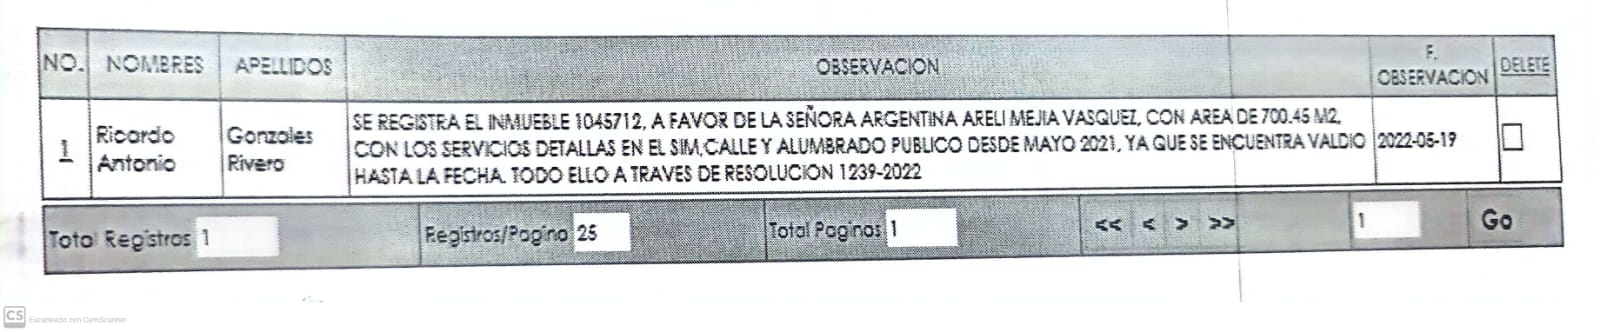 NO. NOMBRES APELLIDOS OBSERVACION F. OBSERVACION DELETE
1 Ricardo Antonio Gonzales Rivera SE REGISTRA EL INMUEBLE 1045712, A FAVOR DE LA SEÑORA ARGENTINA ARELI MEJIA VASQUEZ, CON AREA DE 700.45 M2,
CON LOS SERVICIOS DETALLAS EN EL SIM,CALLE Y ALUMBRADO PUBLICO DESDE MAYO 2021, YA QUE SE ENCUENTRA VALDIO 2022-05-19
HASTA LA FECHA. TODO ELLO A TRAVES DE RESOLUCION 1239-2022
Total Registros 1 Registros/Pagina 25 Total Paginas 1 << < > >> 1 Go
CS Escaneado con CamScanner